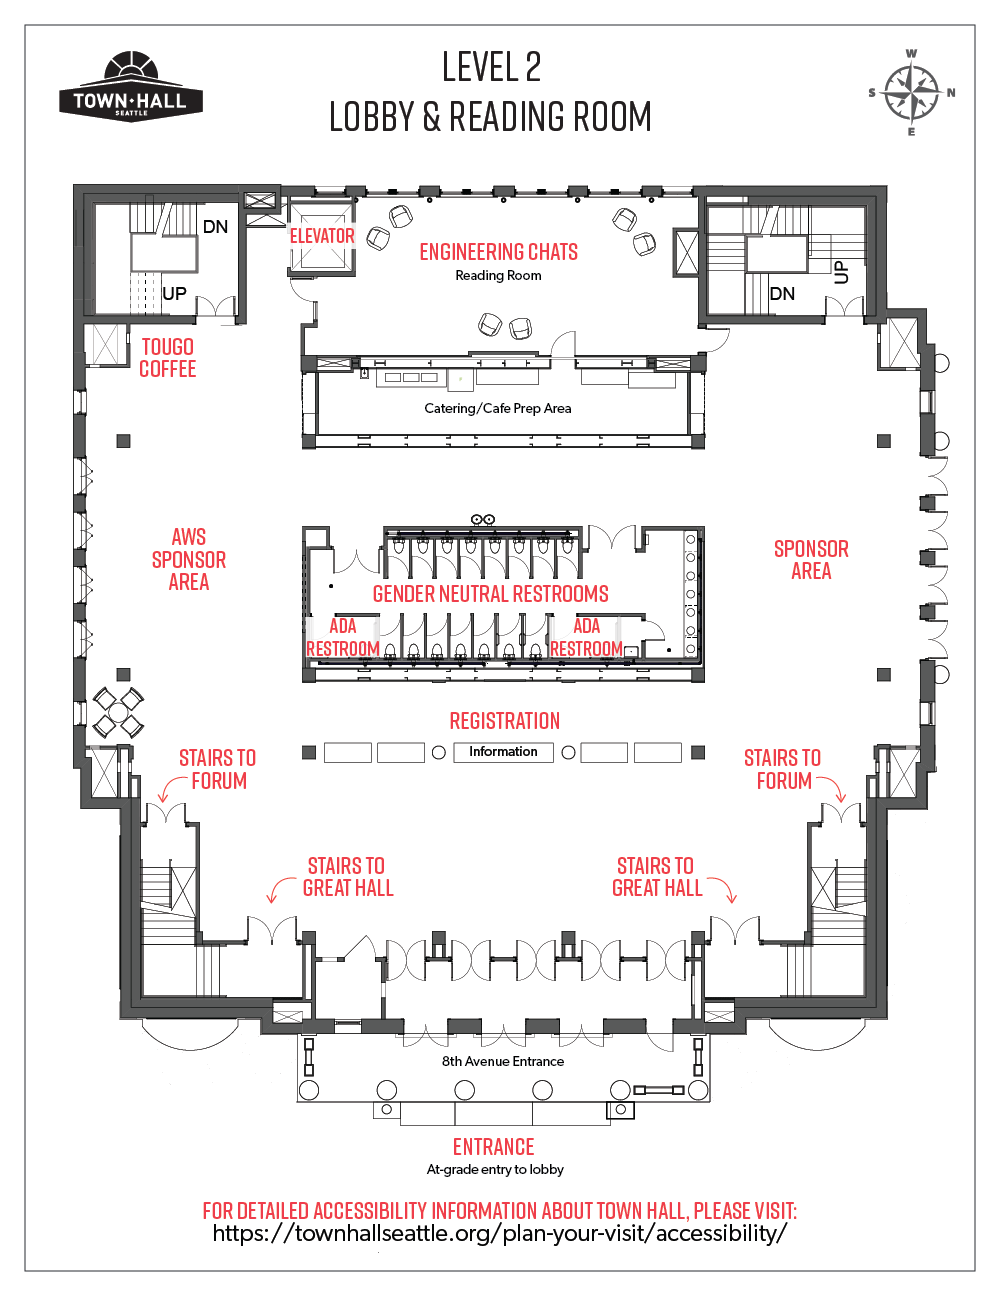 LEVEL 2
LOBBY & READING ROOM
TOWN·HALL
SEATTLE
W
S
N
E
DN
UP
ELEVATOR
ENGINEERING CHATS
Reading Room
UP
DN
TOUGO
COFFEE
Catering/Cafe Prep Area
AWS
SPONSOR
AREA
SPONSOR
AREA
GENDER NEUTRAL RESTROOMS
ADA
RESTROOM
ADA
RESTROOM
REGISTRATION
Information
STAIRS TO
FORUM
STAIRS TO
FORUM
STAIRS TO
GREAT HALL
STAIRS TO
GREAT HALL
8th Avenue Entrance
ENTRANCE
At-grade entry to lobby
FOR DETAILED ACCESSIBILITY INFORMATION ABOUT TOWN HALL, PLEASE VISIT:
https://townhallseattle.org/plan-your-visit/accessibility/